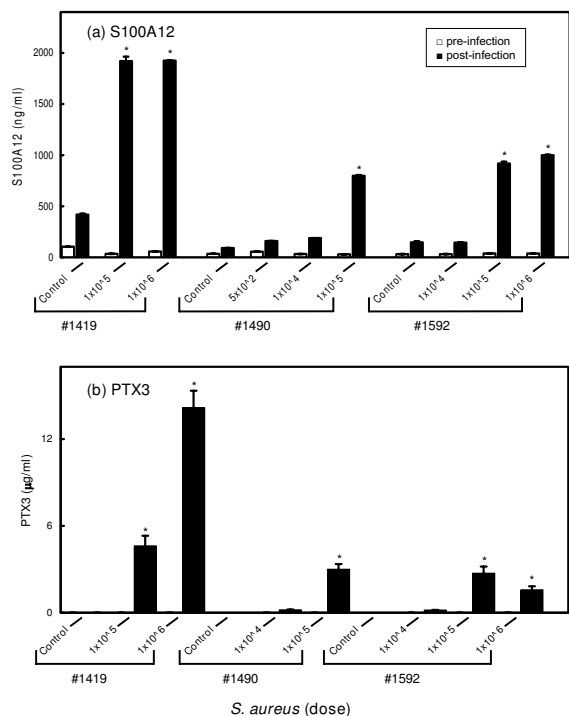 (a) S100A12
pre-infection
post-infection
S100A12 (ng/ml)
2000
1500
1000
500
0
* * * * *
Control 1x10^5 1x10^6 Control 5x10^2 1x10^4 1x10^5 Control 1x10^4 1x10^5 1x10^6
#1419 #1490 #1592
(b) PTX3
PTX3 (µg/ml)
12
6
0
* * * * *
Control 1x10^5 1x10^6 Control 1x10^4 1x10^5 Control 1x10^4 1x10^5 1x10^6
#1419 #1490 #1592
S. aureus (dose)